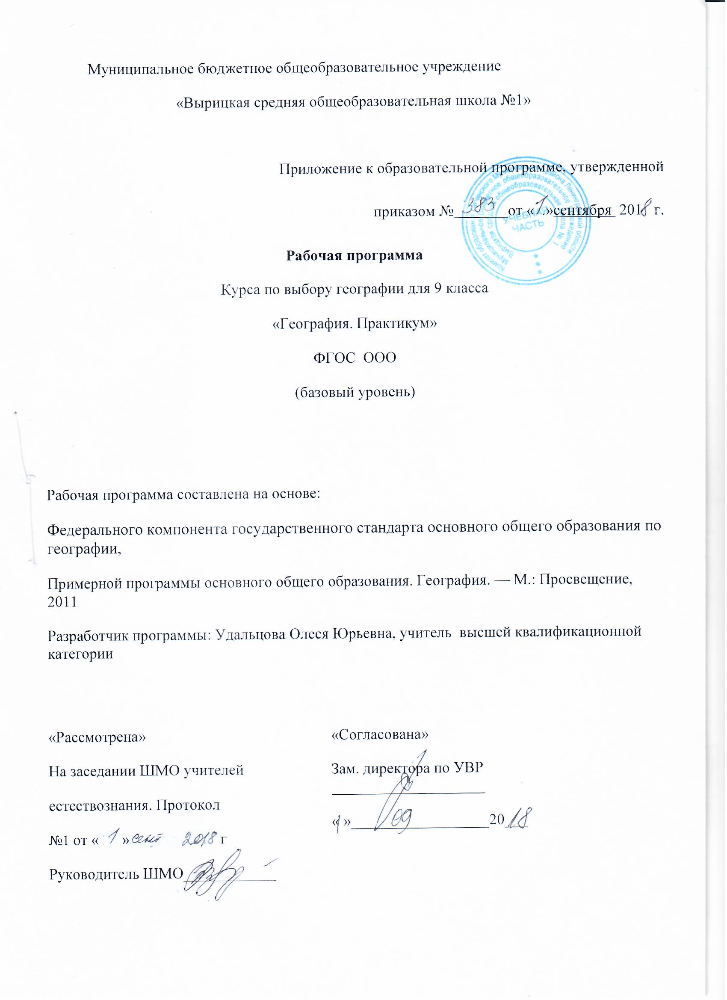 Муниципальное бюджетное общеобразовательное учреждение
«Вырицкая средняя общеобразовательная школа №1»
Приложение к образовательной программе, утвержденной
приказом № 383 от «1.»сентября 2018 г.
УЧЕБНАЯ
ЧАСТЬ
Рабочая программа
Курса по выбору географии для 9 класса
«География. Практикум»
ФГОС ООО
(базовый уровень)
Рабочая программа составлена на основе:
Федерального компонента государственного стандарта основного общего образования по
географии,
Примерной программы основного общего образования. География. — М.: Просвещение,
2011
Разработчик программы: Удальцова Олеся Юрьевна, учитель высшей квалификационной
категории
«Рассмотрена»
На заседании ШМО учителей
естествознания. Протокол
№1 от « 1 »сент 2018 г
Руководитель ШМО
«Согласована»
Зам. директора по УВР
«1 » 09 2018